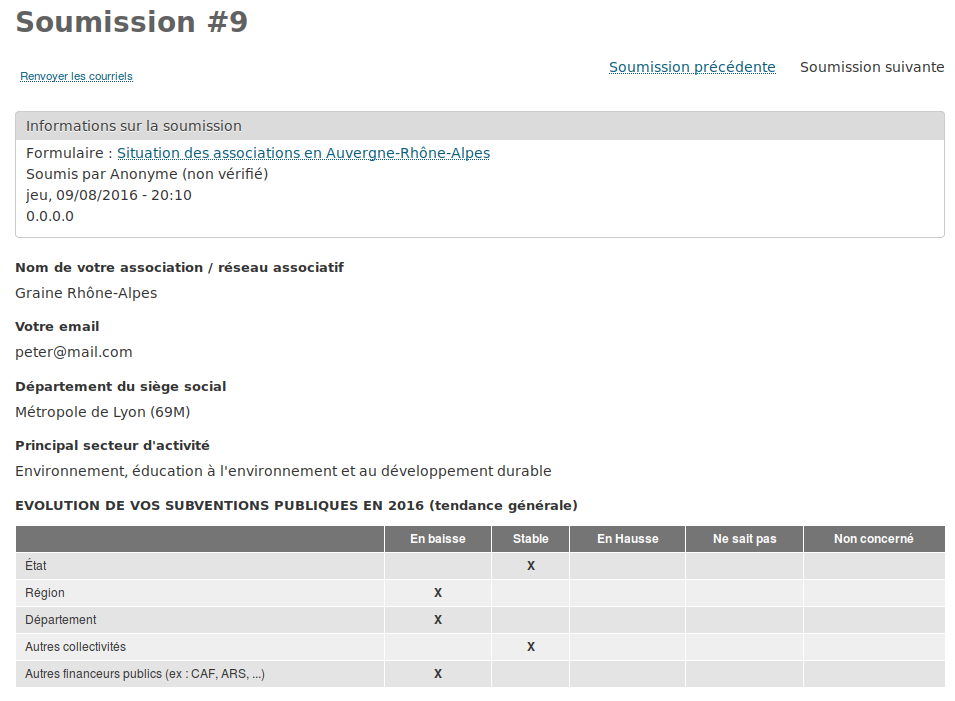 Soumission #9
Renvoyer les courriels
Soumission précédente Soumission suivante
Informations sur la soumission
Formulaire : Situation des associations en Auvergne-Rhône-Alpes
Soumis par Anonyme (non vérifié)
jeu, 09/08/2016 - 20:10
0.0.0.0
Nom de votre association / réseau associatif
Graine Rhône-Alpes
Votre email
peter@mail.com
Département du siège social
Métropole de Lyon (69M)
Principal secteur d'activité
Environnement, éducation à l'environnement et au développement durable
EVOLUTION DE VOS SUBVENTIONS PUBLIQUES EN 2016 (tendance générale)
En baisse Stable En Hausse Ne sait pas Non concerné
État X
Région X
Département X
Autres collectivités X
Autres financeurs publics (ex : CAF, ARS, ...) X